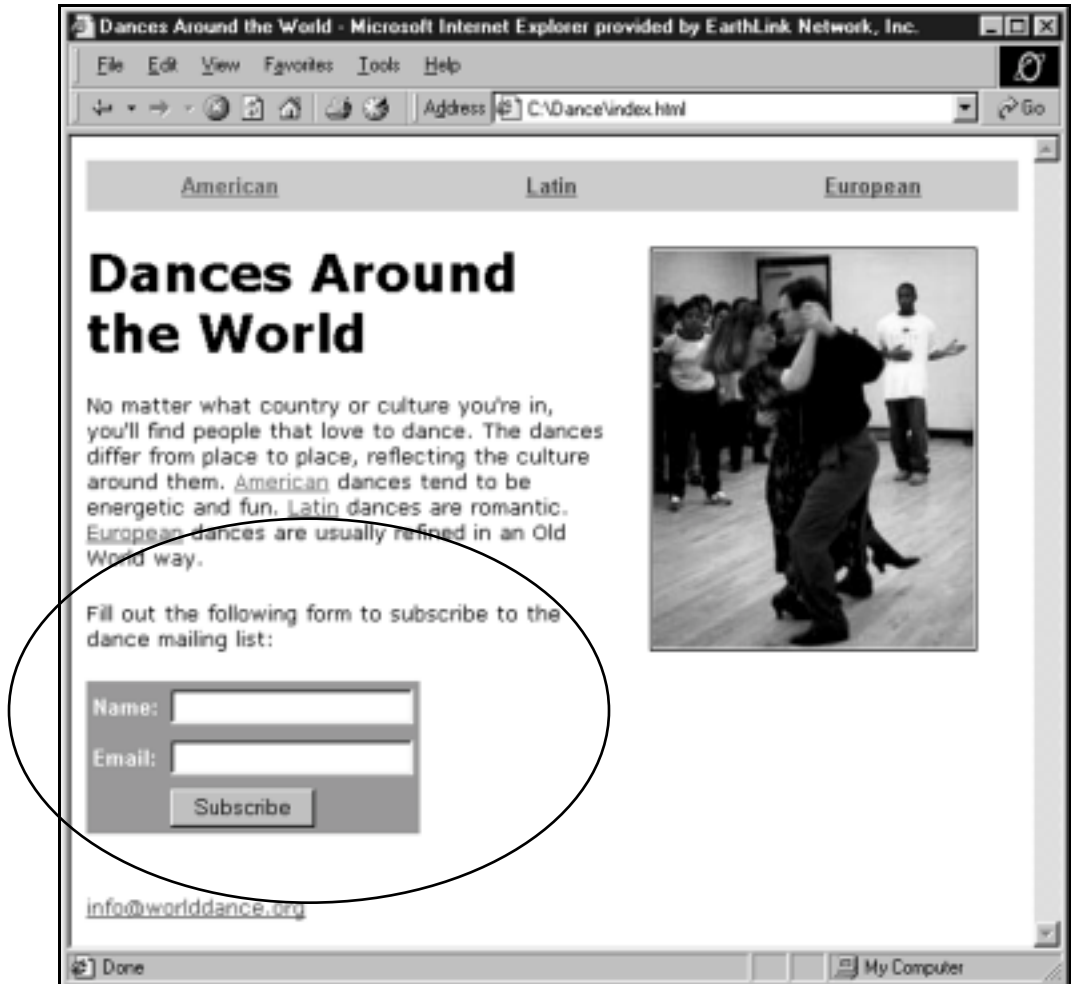 Dances Around the World - Microsoft Internet Explorer provided by EarthLink Network, Inc.
File Edit View Favorites Tools Help
Address C:\Dance\index.html Go
American Latin European
Dances Around
the World
No matter what country or culture you're in,
you'll find people that love to dance. The dances
differ from place to place, reflecting the culture
around them. American dances tend to be
energetic and fun. Latin dances are romantic.
European dances are usually refined in an Old
World way.
Fill out the following form to subscribe to the
dance mailing list:
Name:
Email:
Subscribe
info@worlddance.org
Done My Computer